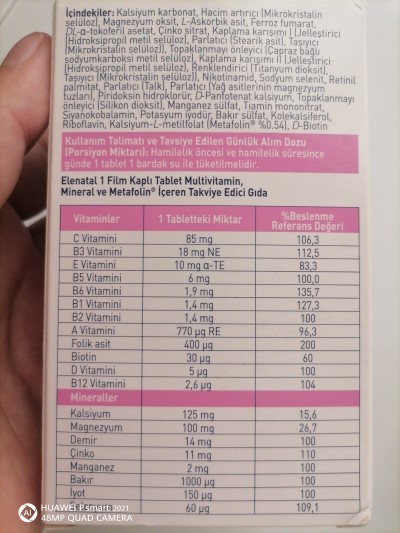 İçindekiler: Kalsiyum karbonat, Hacim artırıcı (Mikrokristalin
selüloz), Magnezyum oksit, L-Askorbik asit, Ferroz fumarat,
DL-α-tokoferil asetat, Çinko sitrat, Kaplama karışımı I (Jelleştirici
(Hidroksipropil metil selüloz), Parlatıcı (Stearik asit), Taşıyıcı
(Mikrokristalin selüloz)), Topaklanmayı önleyici (Çapraz bağlı
sodyumkarboksi metil selüloz), Kaplama karışımı II (Jelleştirici
(Hidroksipropil metil selüloz), Renklendirici (Titanyum dioksit),
Taşıyıcı (Mikrokristalin selüloz)), Nikotinamid, Sodyum selenit, Retinil
palmitat, Parlatıcı (Talk), Parlatıcı (Yağ asitlerinin magnezyum
tuzları), Piridoksin hidroklorür, D-Pantotenat kalsiyum, Topaklanmayı
önleyici (Silikon dioksit), Manganez sülfat, Tiamin mononitrat,
Siyanokobalamin, Potasyum iyodür, Bakır sülfat, Kolekalsiferol,
Riboflavin, Kalsiyum-L-metilfolat (Metafolin® %0.54), D-Biotin
Kullanım Talimatı ve Tavsiye Edilen Günlük Alım Dozu
(Porsiyon Miktarı): Hamilelik öncesi ve hamilelik süresince
günde 1 tablet 1 bardak su ile tüketilmelidir.
Elenatal 1 Film Kaplı Tablet Multivitamin,
Mineral ve Metafolin® İçeren Takviye Edici Gıda
Vitaminler 1 Tabletteki Miktar %Beslenme
Referans Değeri
C Vitamini 85 mg 106,3
B3 Vitamini 18 mg NE 112,5
E Vitamini 10 mg α-TE 83,3
B5 Vitamini 6 mg 100,0
B6 Vitamini 1,9 mg 135,7
B1 Vitamini 1,4 mg 127,3
B2 Vitamini 1,4 mg 100
A Vitamini 770 µg RE 96,3
Folik asit 400 µg 200
Biotin 30 µg 60
D Vitamini 5 µg 100
B12 Vitamini 2,6 µg 104
Mineraller
Kalsiyum 125 mg 15,6
Magnezyum 100 mg 26,7
Demir 14 mg 100
Çinko 11 mg 110
Manganez 2 mg 100
Bakır 1000 µg 100
İyot 150 µg 100
60 µg 109,1
HUAWEI Psmart 2021
48MP QUAD CAMERA
AI